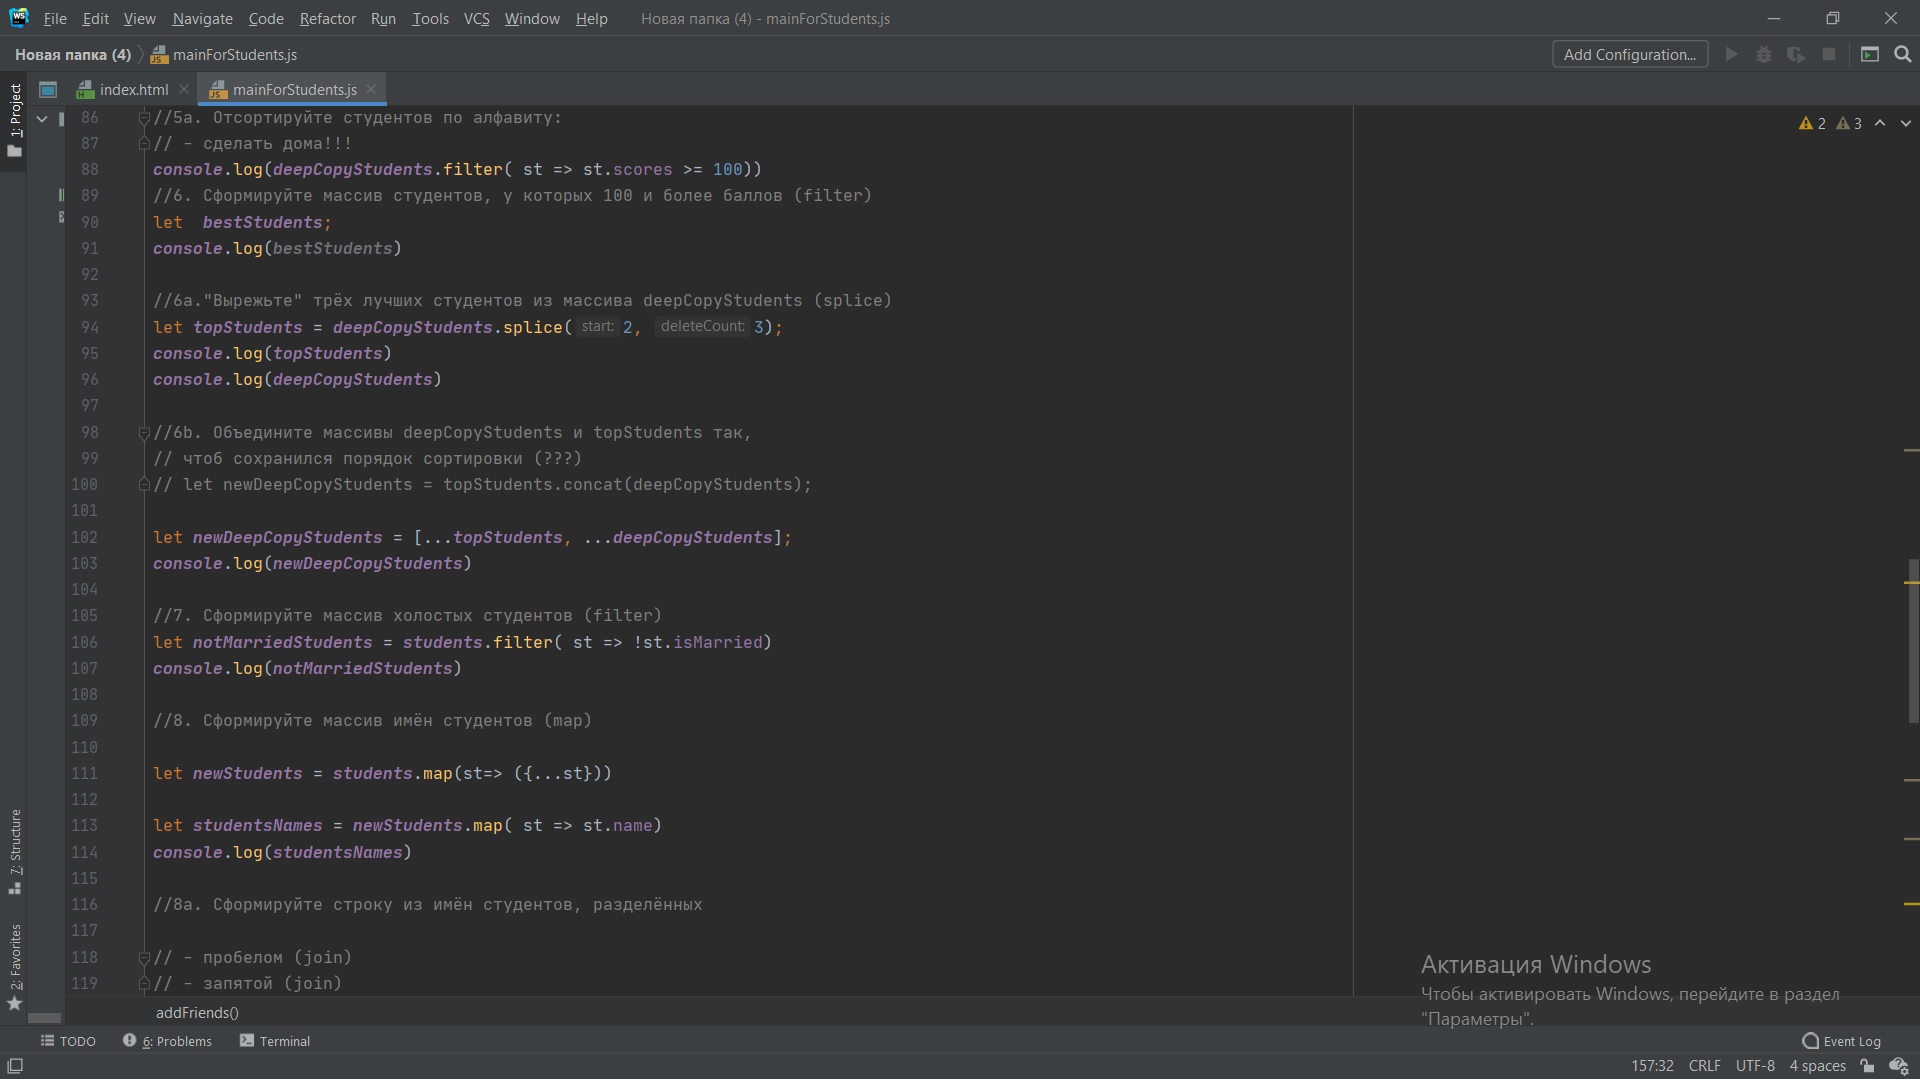 File Edit View Navigate Code Refactor Run Tools VCS Window Help Новая папка (4) - mainForStudents.js
Новая папка (4) mainForStudents.js Add Configuration...
1: Project
index.html mainForStudents.js
2 3
86 //5a. Отсортируйте студентов по алфавиту:
87 // - сделать дома!!!
88 console.log(deepCopyStudents.filter( st => st.scores >= 100))
89 //6. Сформируйте массив студентов, у которых 100 и более баллов (filter)
90 let  bestStudents;
91 console.log(bestStudents)
92
93 //6a."Вырежьте" трёх лучших студентов из массива deepCopyStudents (splice)
94 let topStudents = deepCopyStudents.splice( start: 2, deleteCount: 3);
95 console.log(topStudents)
96 console.log(deepCopyStudents)
97
98 //6b. Объедините массивы deepCopyStudents и topStudents так,
99 // чтоб сохранился порядок сортировки (???)
100 // let newDeepCopyStudents = topStudents.concat(deepCopyStudents);
101
102 let newDeepCopyStudents = [...topStudents, ...deepCopyStudents];
103 console.log(newDeepCopyStudents)
104
105 //7. Сформируйте массив холостых студентов (filter)
106 let notMarriedStudents = students.filter( st => !st.isMarried)
107 console.log(notMarriedStudents)
108
109 //8. Сформируйте массив имён студентов (map)
110
111 let newStudents = students.map(st=> ({...st}))
112
113 let studentsNames = newStudents.map( st => st.name)
114 console.log(studentsNames)
115
116 //8a. Сформируйте строку из имён студентов, разделённых
117
118 // - пробелом (join)
119 // - запятой (join)
7: Structure
2: Favorites
Активация Windows
Чтобы активировать Windows, перейдите в раздел
"Параметры".
addFriends()
TODO 6: Problems Terminal Event Log
157:32 CRLF UTF-8 4 spaces